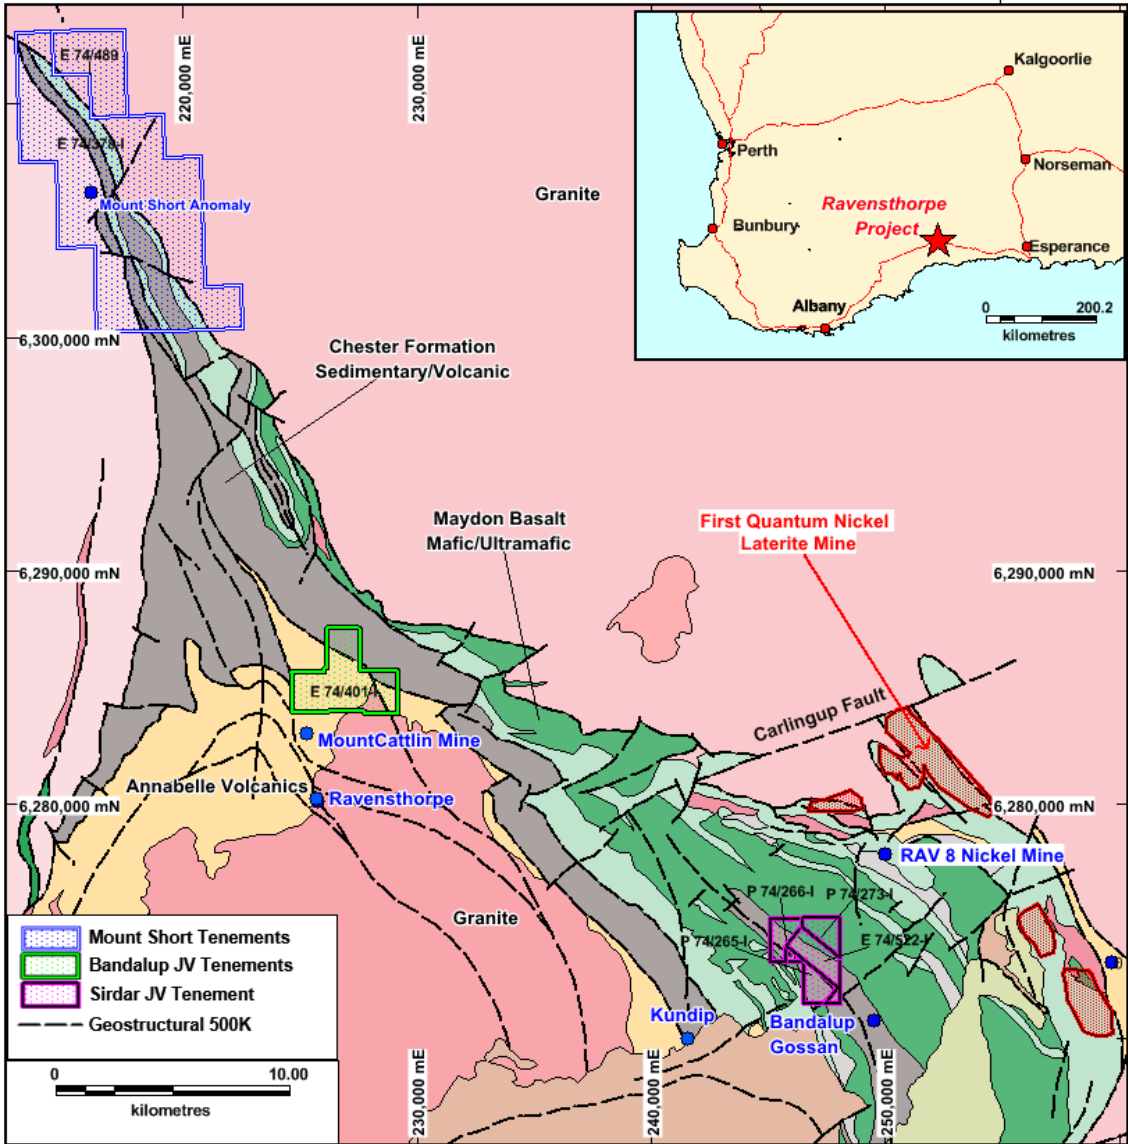 E 74/489
220,000 mE
230,000 mE
E 74/378-I
Mount Short Anomaly
Granite
Kalgoorlie
Perth
Norseman
Ravensthorpe
Project
Bunbury
Esperance
Albany
0 200.2
kilometres
6,300,000 mN
Chester Formation
Sedimentary/Volcanic
Maydon Basalt
Mafic/Ultramafic
First Quantum Nickel
Laterite Mine
6,290,000 mN
6,290,000 mN
E 74/401-I
Carlingup Fault
MountCattlin Mine
Annabelle Volcanics
Ravensthorpe
6,280,000 mN
6,280,000 mN
RAV 8 Nickel Mine
P 74/266-I
P 74/273-I
Granite
P 74/265-I
E 74/522-I
Kundip
Bandalup
Gossan
Mount Short Tenements
Bandalup JV Tenements
Sirdar JV Tenement
Geostructural 500K
0 10.00
kilometres
230,000 mE
240,000 mE
250,000 mE